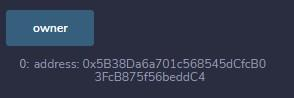 owner
0: address: 0x5B38Da6a701c568545dCfcB0
3FcB875f56beddC4